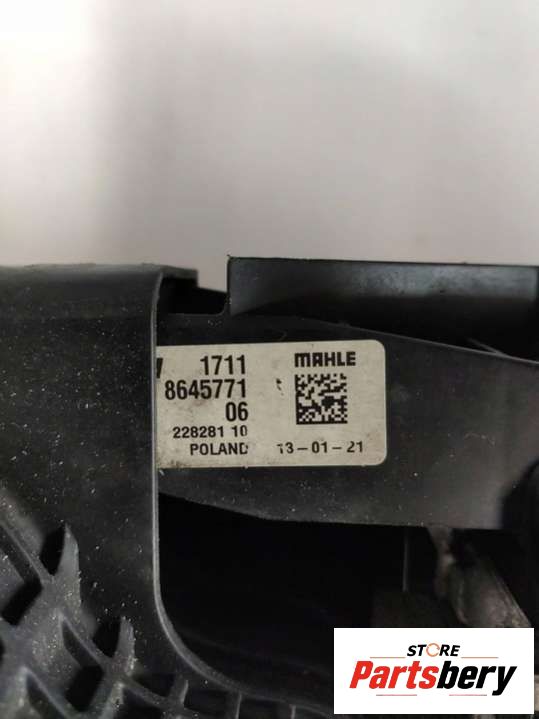 1711
8645771
06
228281 10
POLAND 13-01-21
MAHLE
STORE
Partsbery